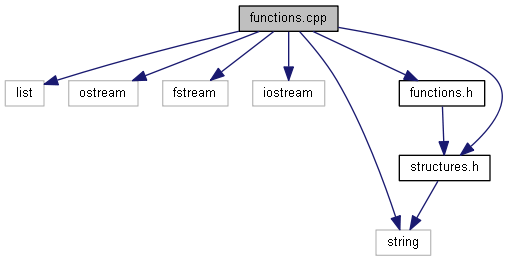 functions.cpp
list
ostream
fstream
iostream
functions.h
structures.h
string